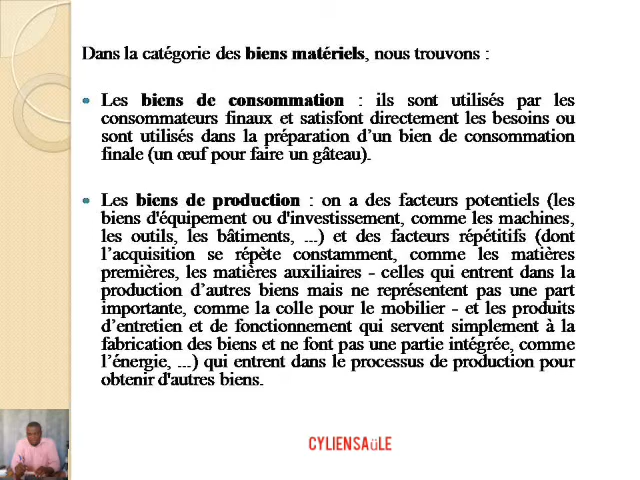 Dans la catégorie des biens matériels, nous trouvons :
Les biens de consommation : ils sont utilisés par les
consommateurs finaux et satisfont directement les besoins ou
sont utilisés dans la préparation d’un bien de consommation
finale (un œuf pour faire un gâteau).
Les biens de production : on a des facteurs potentiels (les
biens d'équipement ou d'investissement, comme les machines,
les outils, les bâtiments, ...) et des facteurs répétitifs (dont
l’acquisition se répète constamment, comme les matières
premières, les matières auxiliaires - celles qui entrent dans la
production d’autres biens mais ne représentent pas une part
importante, comme la colle pour le mobilier - et les produits
d’entretien et de fonctionnement qui servent simplement à la
fabrication des biens et ne font pas une partie intégrée, comme
l’énergie, ...) qui entrent dans le processus de production pour
obtenir d'autres biens.
CYLIENSAüLE